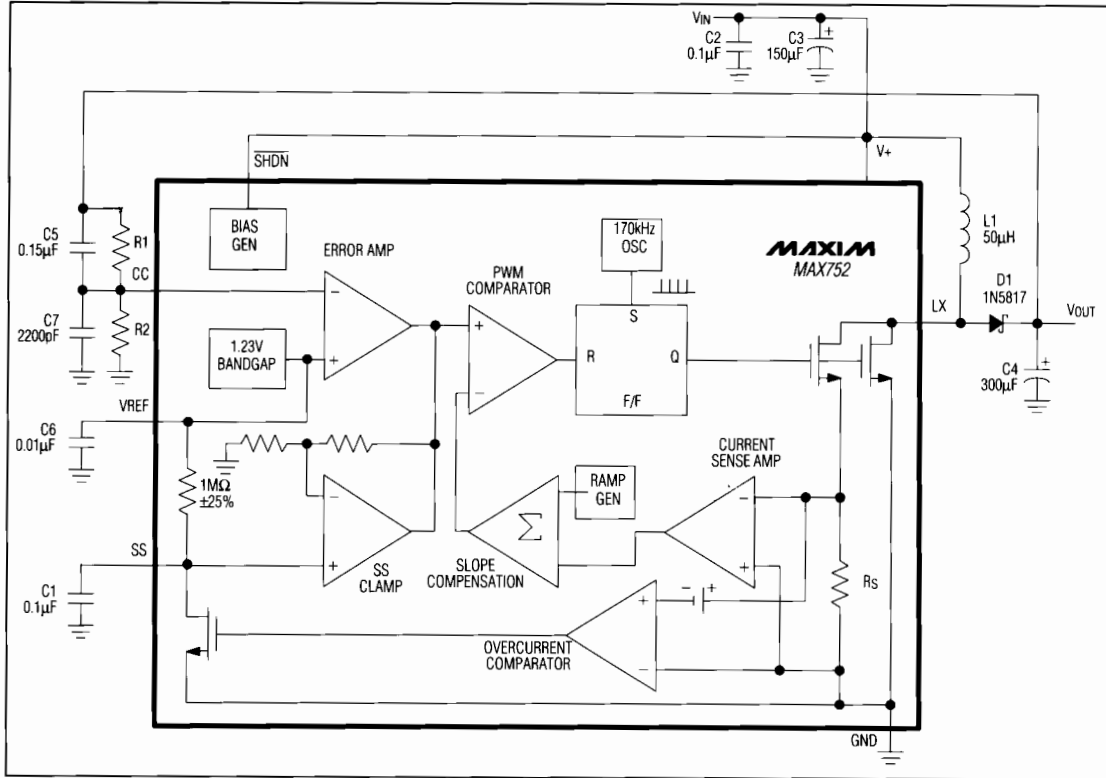 VIN
C2
0.1µF
C3
150µF
+
SHDN
V+
C5
0.15µF
R1
CC
BIAS
GEN
ERROR AMP
170kHz
OSC
MAXIM
MAX752
L1
50µH
PWM
COMPARATOR
D1
1N5817
LX
VOUT
C7
2200pF
R2
1.23V
BANDGAP
−
+
+
−
S
R
Q
F/F
+
C4
300µF
VREF
C6
0.01µF
1MΩ
±25%
CURRENT
SENSE AMP
RAMP
GEN
−
+
Σ
−
+
SS
SS
CLAMP
SLOPE
COMPENSATION
RS
C1
0.1µF
− +
+
−
OVERCURRENT
COMPARATOR
GND